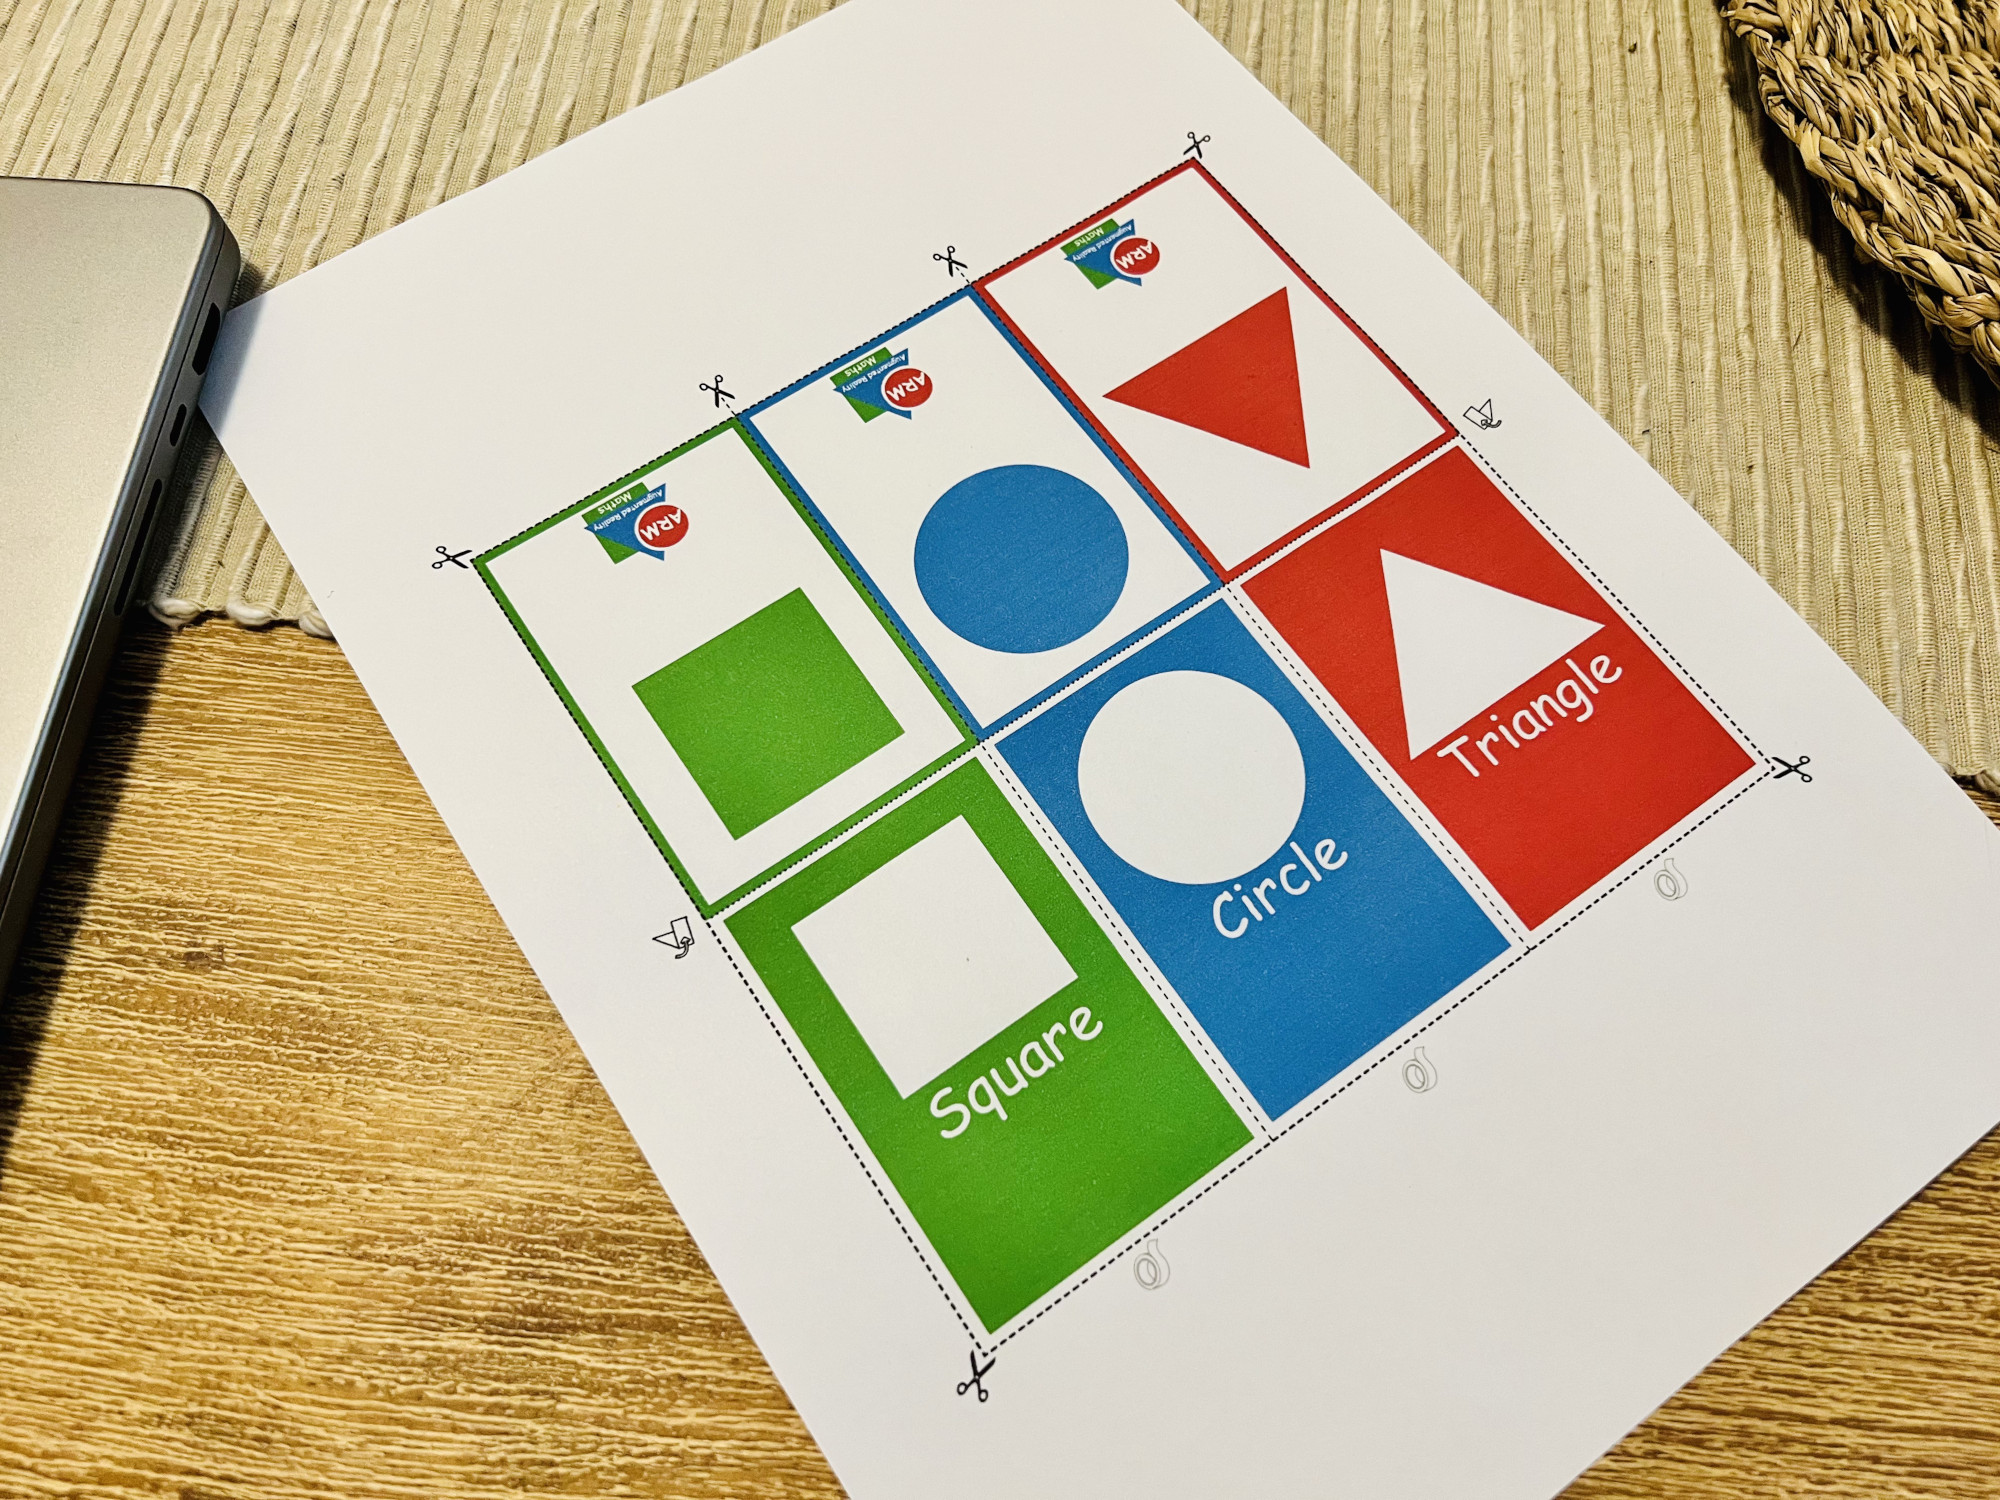 Maths
Augmented Reality
ARM
Maths
Augmented Reality
ARM
Maths
Augmented Reality
ARM
Square
Circle
Triangle